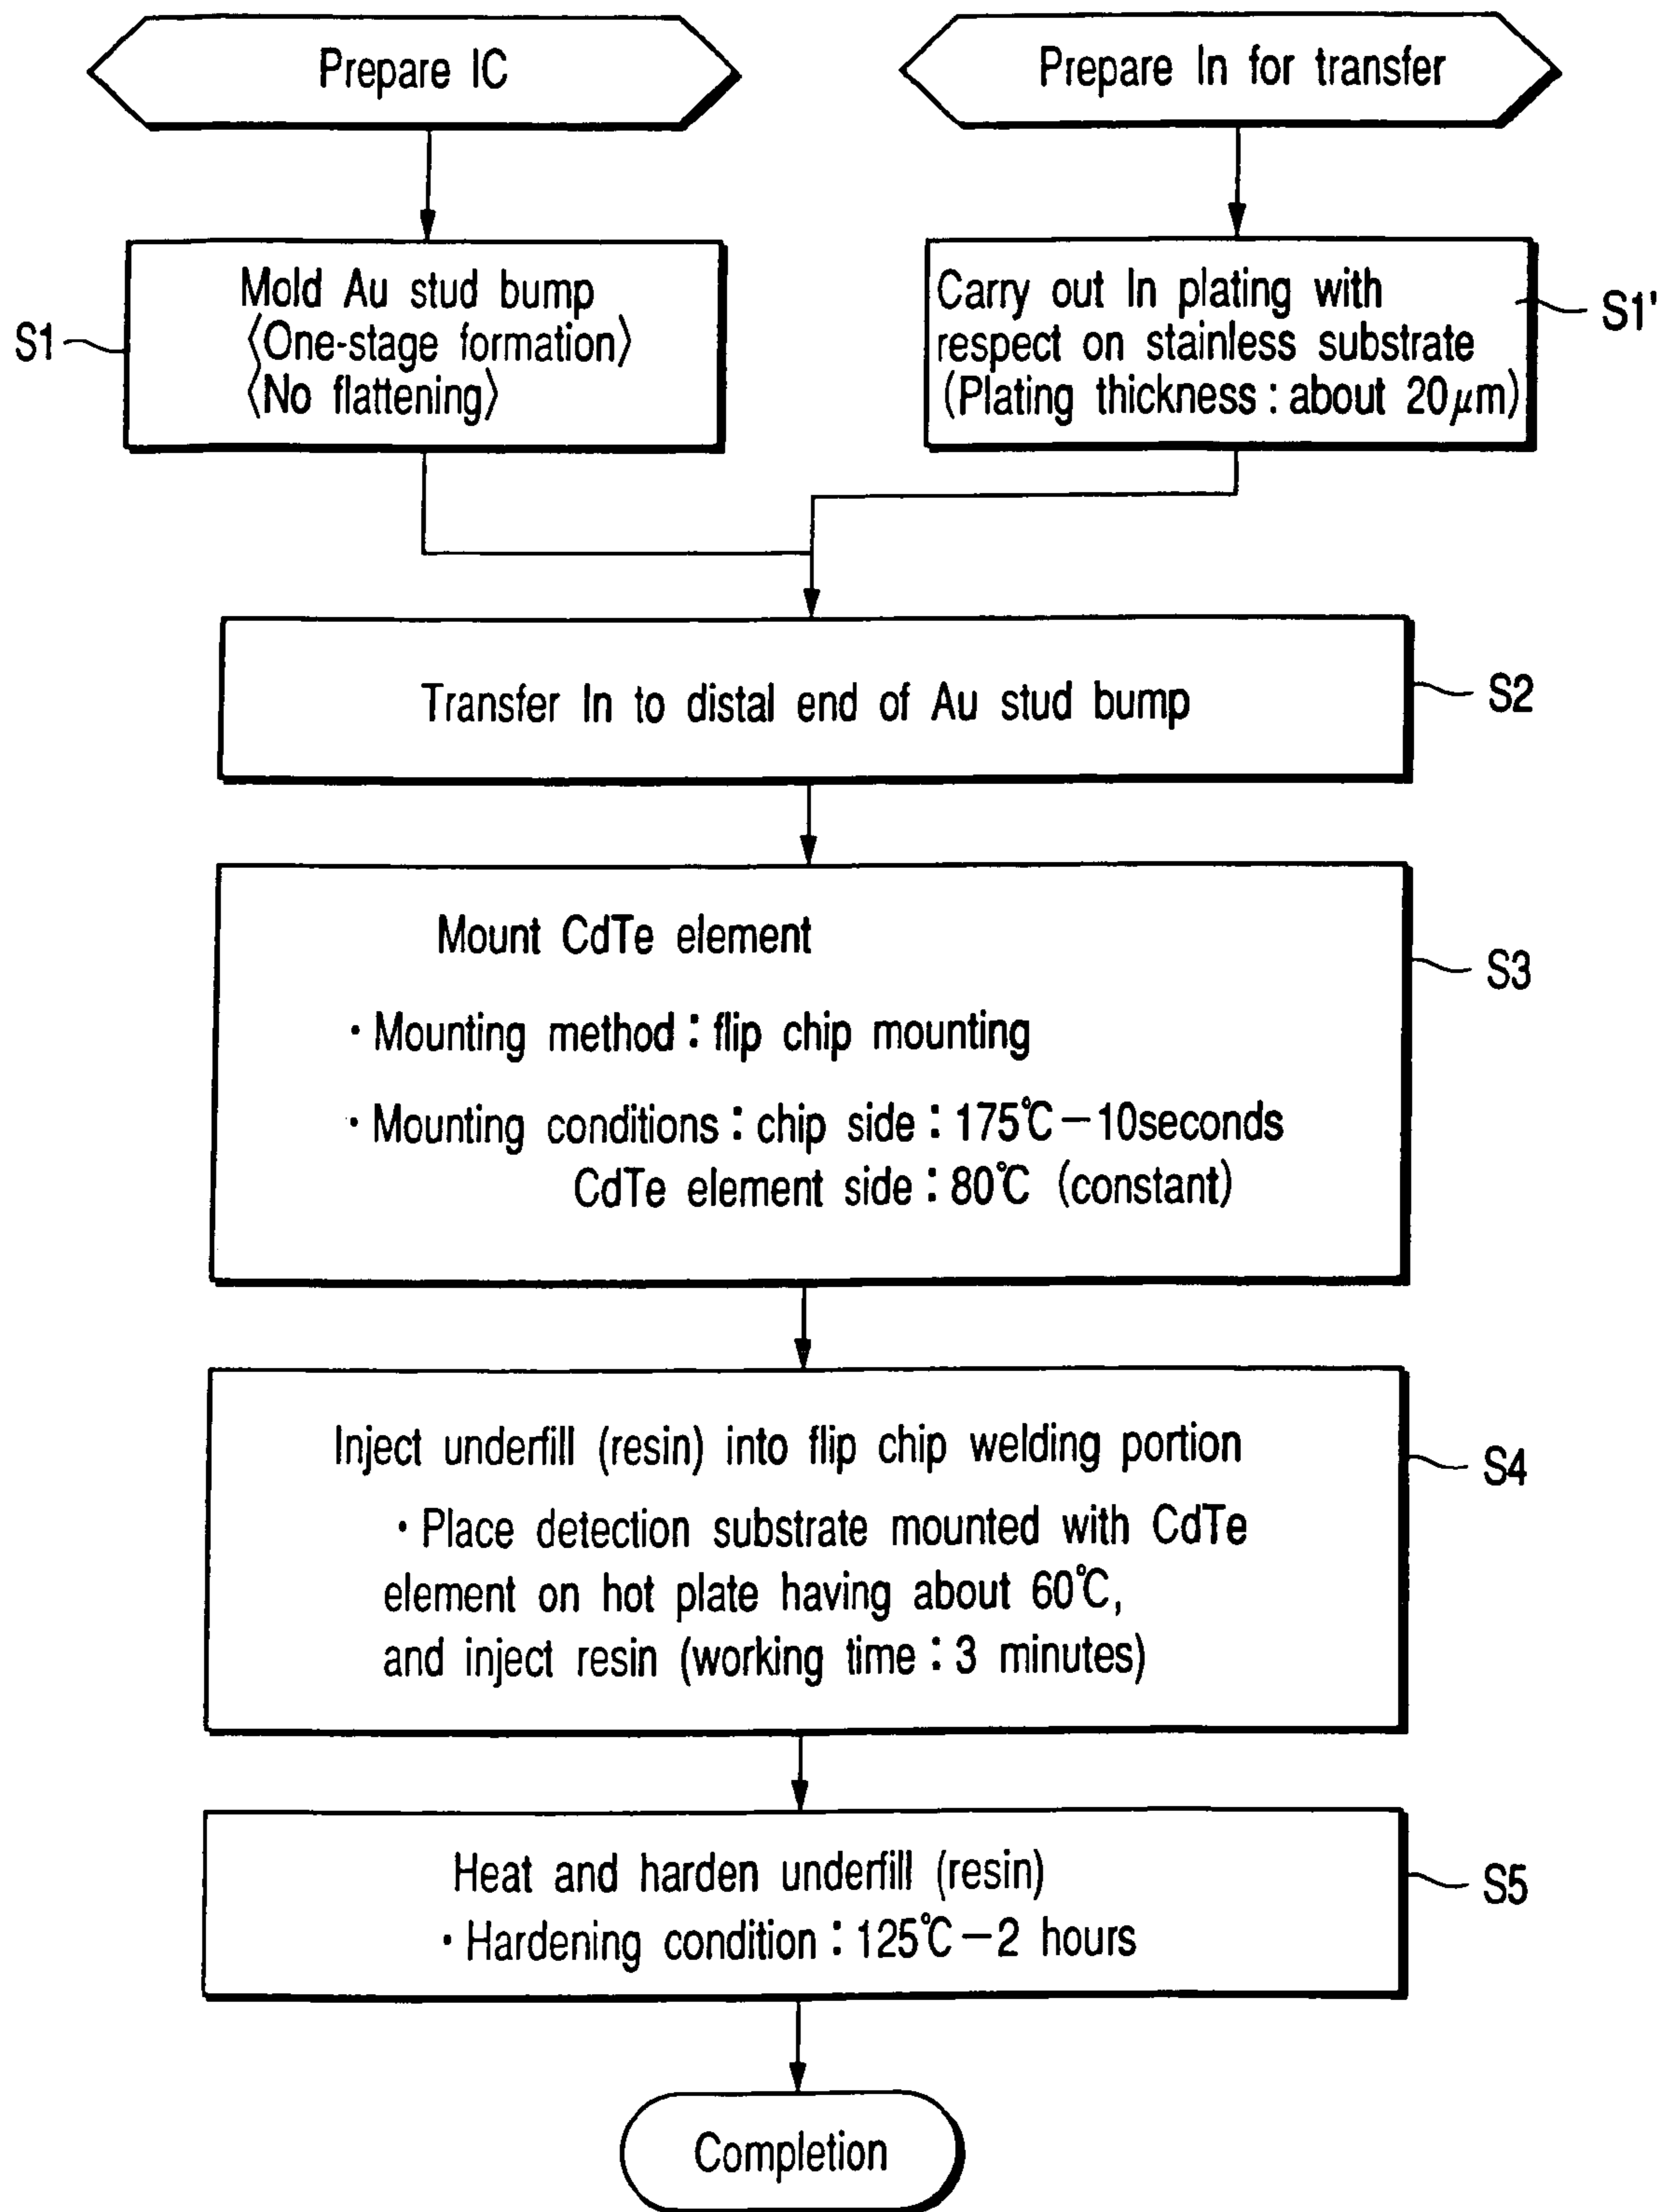 Prepare IC
Prepare In for transfer
Mold Au stud bump
〈One-stage formation〉
〈No flattening〉
S1
Carry out In plating with
respect on stainless substrate
(Plating thickness : about 20μm)
S1'
Transfer In to distal end of Au stud bump
S2
Mount CdTe element
・Mounting method : flip chip mounting
・Mounting conditions : chip side : 175℃-10seconds
CdTe element side : 80℃ (constant)
S3
Inject underfill (resin) into flip chip welding portion
・Place detection substrate mounted with CdTe
element on hot plate having about 60℃,
and inject resin (working time : 3 minutes)
S4
Heat and harden underfill (resin)
・Hardening condition : 125℃-2 hours
S5
Completion